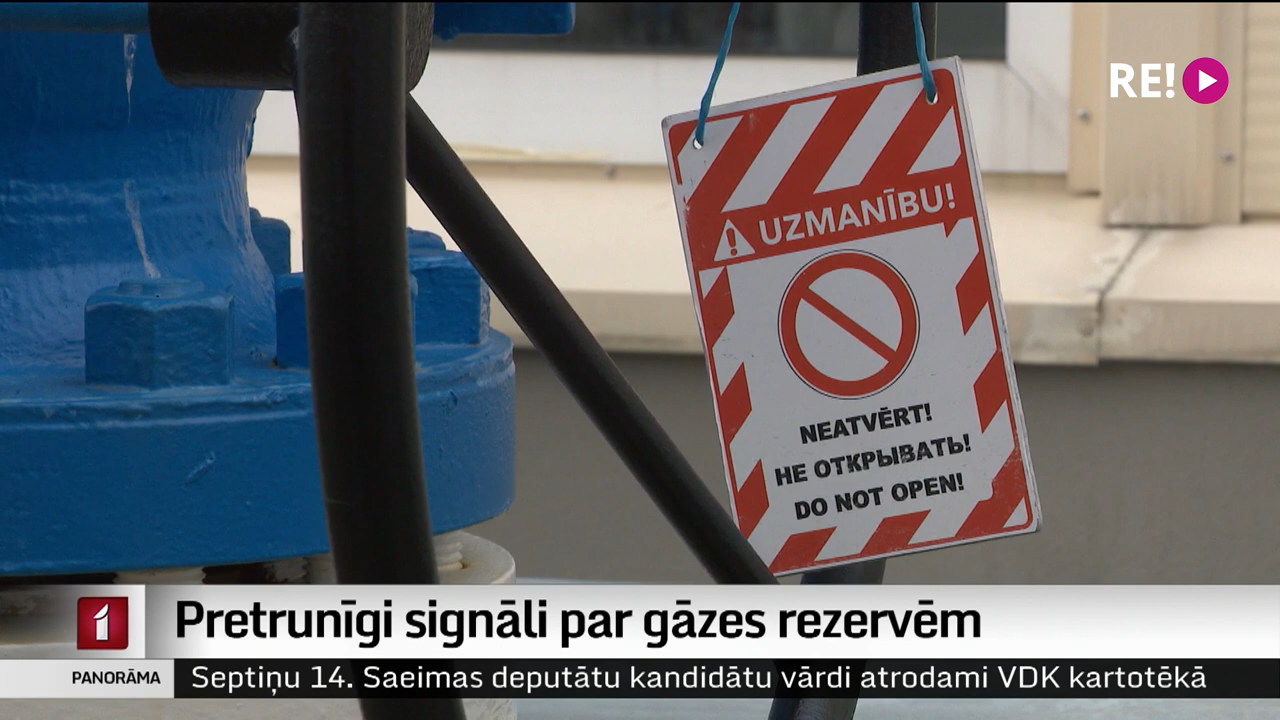 RE!
UZMANĪBU!
NEATVĒRT!
НЕ ОТКРЫВАТЬ!
DO NOT OPEN!
1
Pretrunīgi signāli par gāzes rezervēm
PANORĀMA
Septiņu 14. Saeimas deputātu kandidātu vārdi atrodami VDK kartotēkā